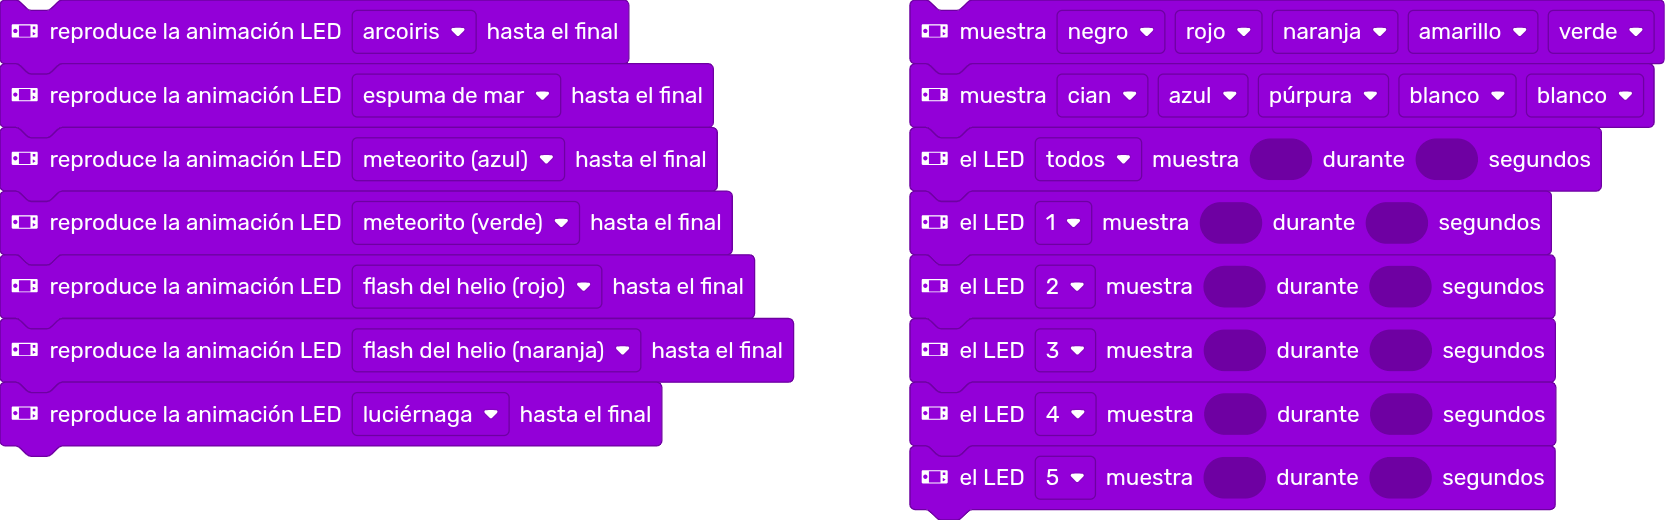 reproduce la animación LED arcoiris hasta el final
reproduce la animación LED espuma de mar hasta el final
reproduce la animación LED meteorito (azul) hasta el final
reproduce la animación LED meteorito (verde) hasta el final
reproduce la animación LED flash del helio (rojo) hasta el final
reproduce la animación LED flash del helio (naranja) hasta el final
reproduce la animación LED luciérnaga hasta el final
muestra negro rojo naranja amarillo verde
muestra cian azul púrpura blanco blanco
el LED todos muestra durante segundos
el LED 1 muestra durante segundos
el LED 2 muestra durante segundos
el LED 3 muestra durante segundos
el LED 4 muestra durante segundos
el LED 5 muestra durante segundos